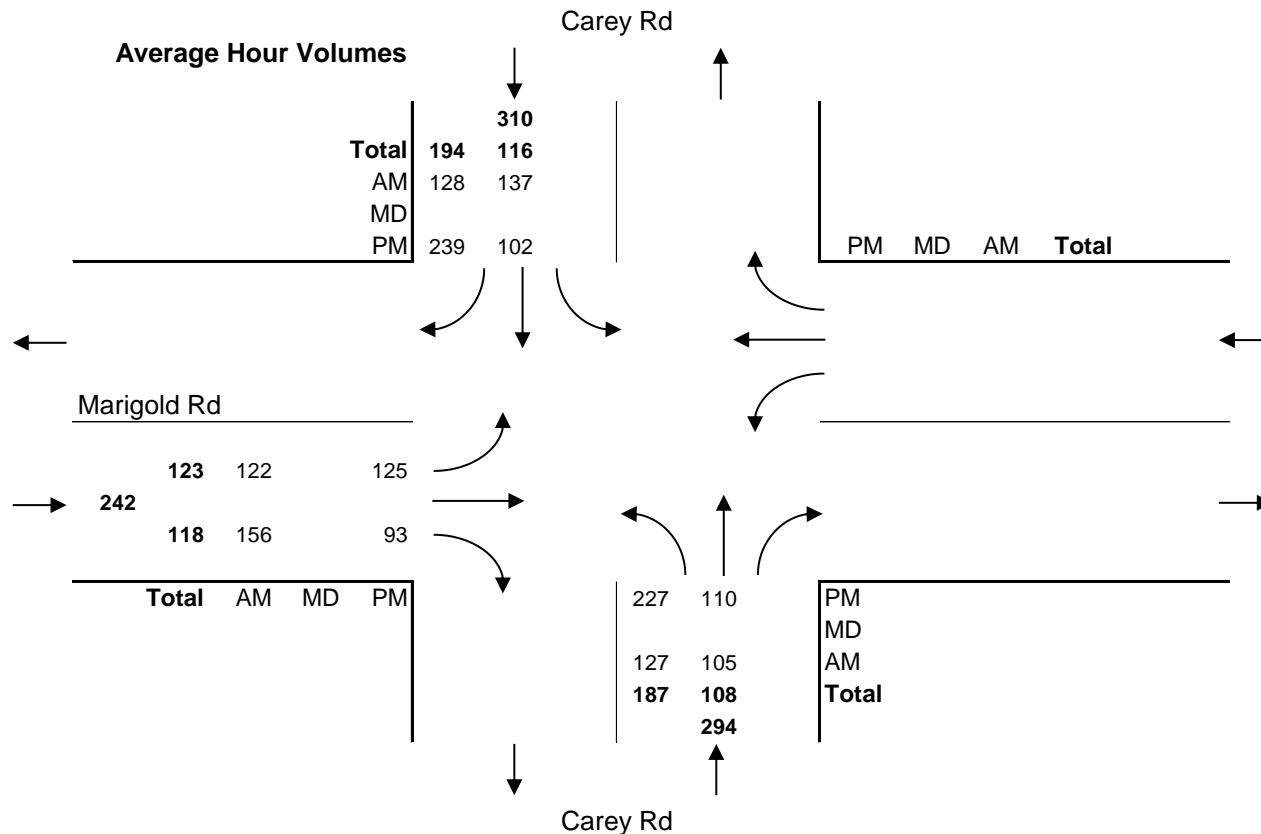 Carey Rd
Average Hour Volumes
310
Total 194 116
AM 128 137
MD
PM 239 102
PM MD AM Total
Marigold Rd
123 122 125
242
118 156 93
Total AM MD PM
227 110 PM
MD
127 105 AM
187 108 Total
294
Carey Rd